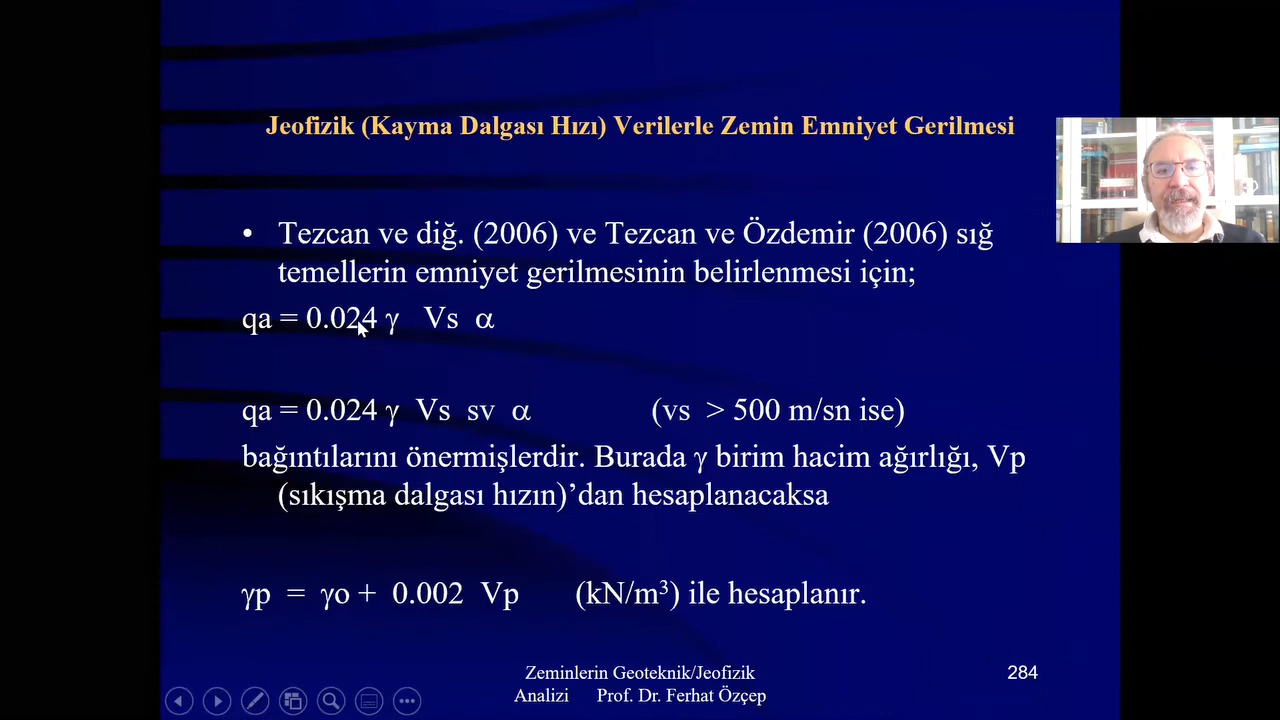 Jeofizik (Kayma Dalgası Hızı) Verilerle Zemin Emniyet Gerilmesi
• Tezcan ve diğ. (2006) ve Tezcan ve Özdemir (2006) sığ
temellerin emniyet gerilmesinin belirlenmesi için;
qa = 0.024 γ Vs α
qa = 0.024 γ Vs sv α (vs > 500 m/sn ise)
bağıntılarını önermişlerdir. Burada γ birim hacim ağırlığı, Vp
(sıkışma dalgası hızın)’dan hesaplanacaksa
γp = γo + 0.002 Vp (kN/m³) ile hesaplanır.
Zeminlerin Geoteknik/Jeofizik
Analizi Prof. Dr. Ferhat Özçep
284